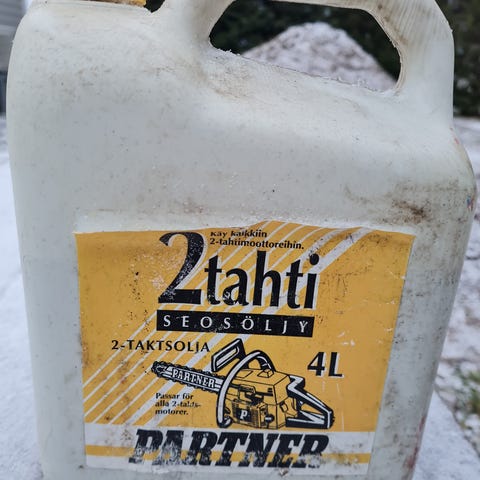 Käy kaikkiin
2-tahtimoottoreihin.
2tahti
SEOSÖLJY
2-TAKTSOLJA
4L
PARTNER
P
Passar för
alla 2-takts-
motorer.
PARTNER